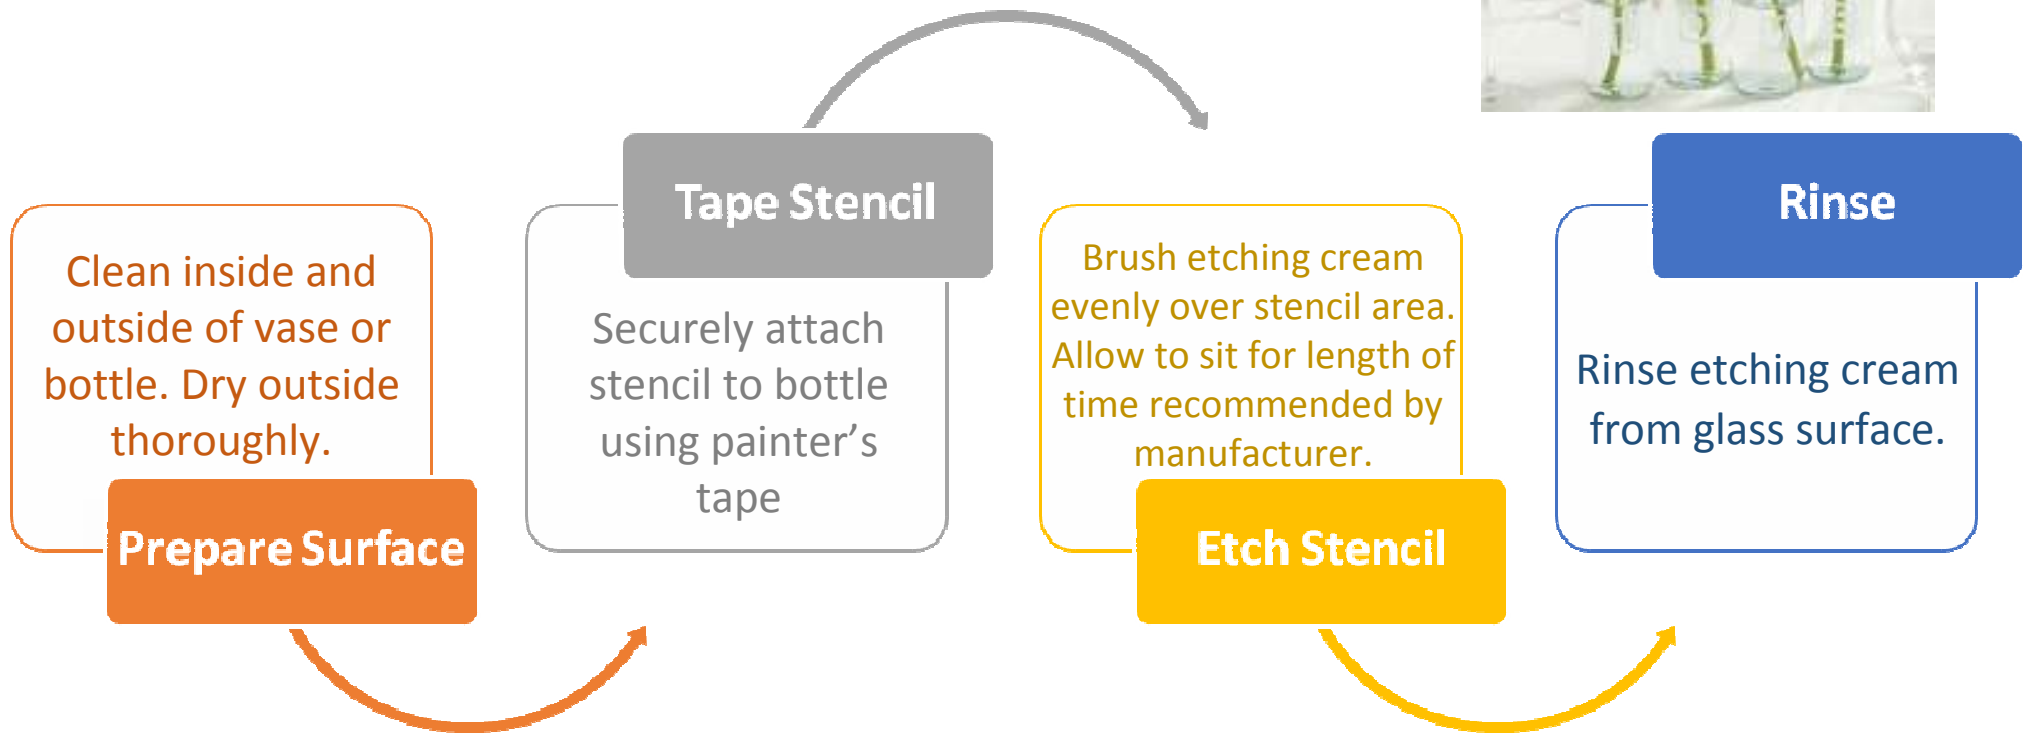 Clean inside and
outside of vase or
bottle. Dry outside
thoroughly.
Prepare Surface
Tape Stencil
Securely attach
stencil to bottle
using painter’s
tape
Brush etching cream
evenly over stencil area.
Allow to sit for length of
time recommended by
manufacturer.
Etch Stencil
Rinse
Rinse etching cream
from glass surface.